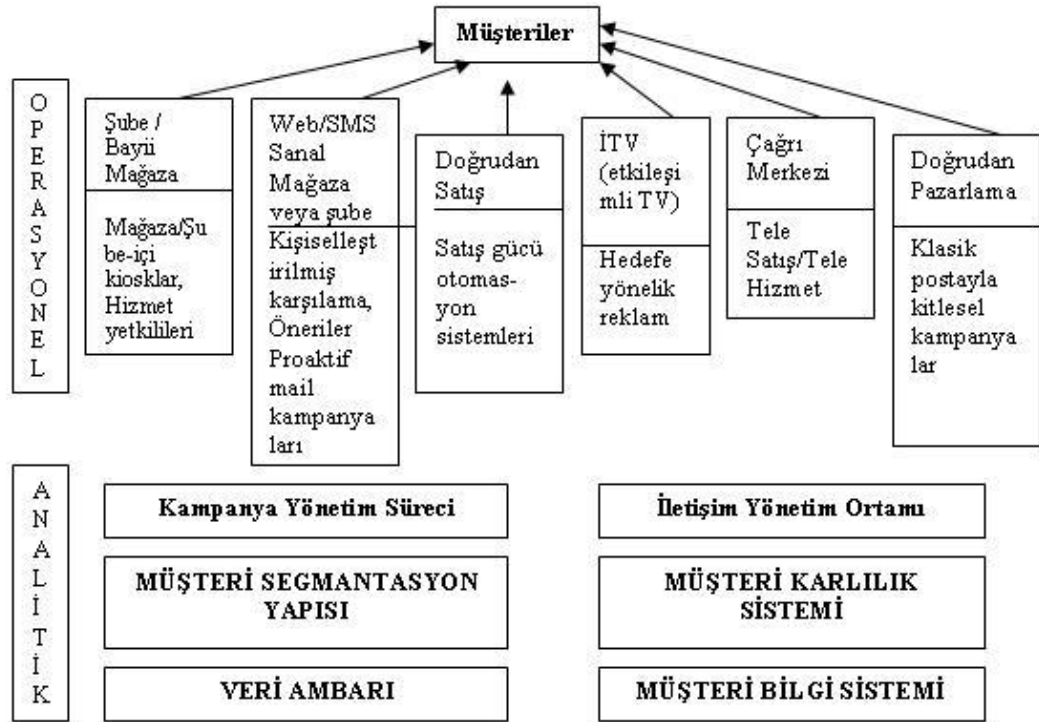 Müşteriler
OPERASYONEL
Şube /
Bayii
Mağaza
Mağaza/Şu
be-içi
kiosklar,
Hizmet
yetkilileri
Web/SMS
Sanal
Mağaza
veya şube
Kişiselleşt
irilmiş
karşılama,
Öneriler
Proaktif
mail
kampanya
ları
Doğrudan
Satış
Satış gücü
otomas-
yon
sistemleri
İTV
(etkileşi
mli TV)
Hedefe
yönelik
reklam
Çağrı
Merkezi
Tele
Satış/Tele
Hizmet
Doğrudan
Pazarlama
Klasik
postayla
kitlesel
kampanya
lar
ANALİTİK
Kampanya Yönetim Süreci
İletişim Yönetim Ortamı
MÜŞTERİ SEGMANTASYON
YAPISI
MÜŞTERİ KARLILIK
SİSTEMİ
VERİ AMBARI
MÜŞTERİ BİLGİ SİSTEMİ